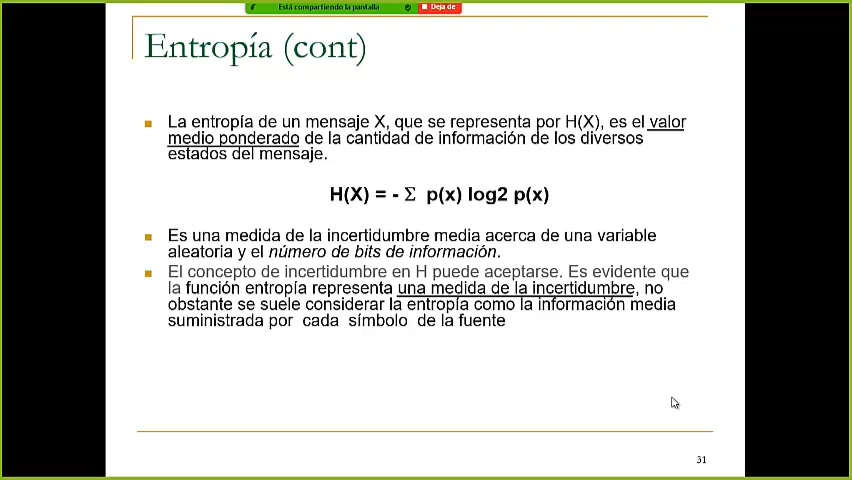 Está compartiendo la pantalla
Deja de
Entropía (cont)
La entropía de un mensaje X, que se representa por H(X), es el valor
medio ponderado de la cantidad de información de los diversos
estados del mensaje.
H(X) = - Σ p(x) log2 p(x)
Es una medida de la incertidumbre media acerca de una variable
aleatoria y el número de bits de información.
El concepto de incertidumbre en H puede aceptarse. Es evidente que
la función entropía representa una medida de la incertidumbre, no
obstante se suele considerar la entropía como la información media
suministrada por cada símbolo de la fuente
31